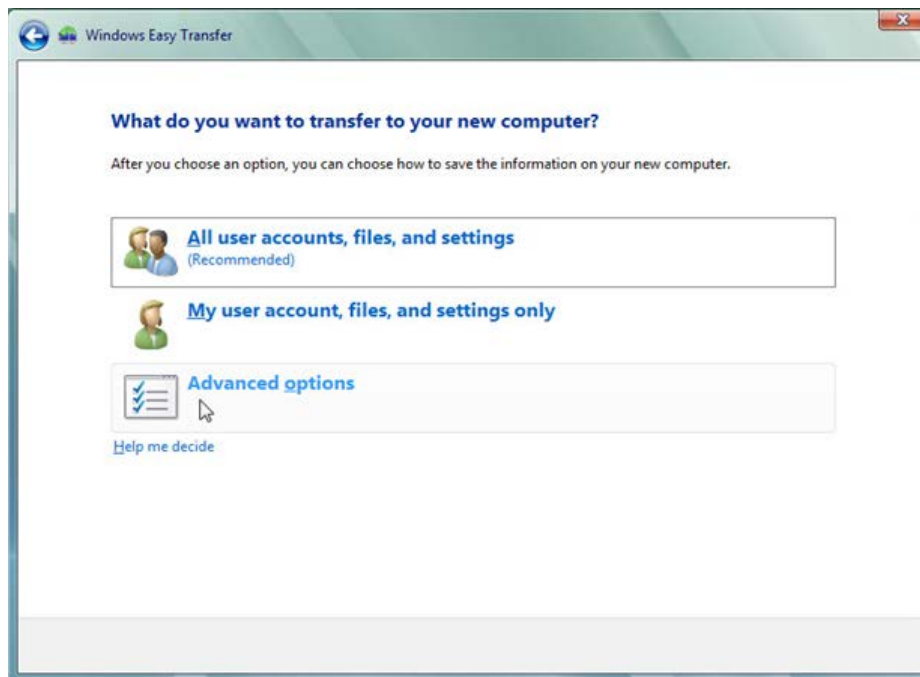 Windows Easy Transfer
What do you want to transfer to your new computer?
After you choose an option, you can choose how to save the information on your new computer.
All user accounts, files, and settings
(Recommended)
My user account, files, and settings only
Advanced options
Help me decide